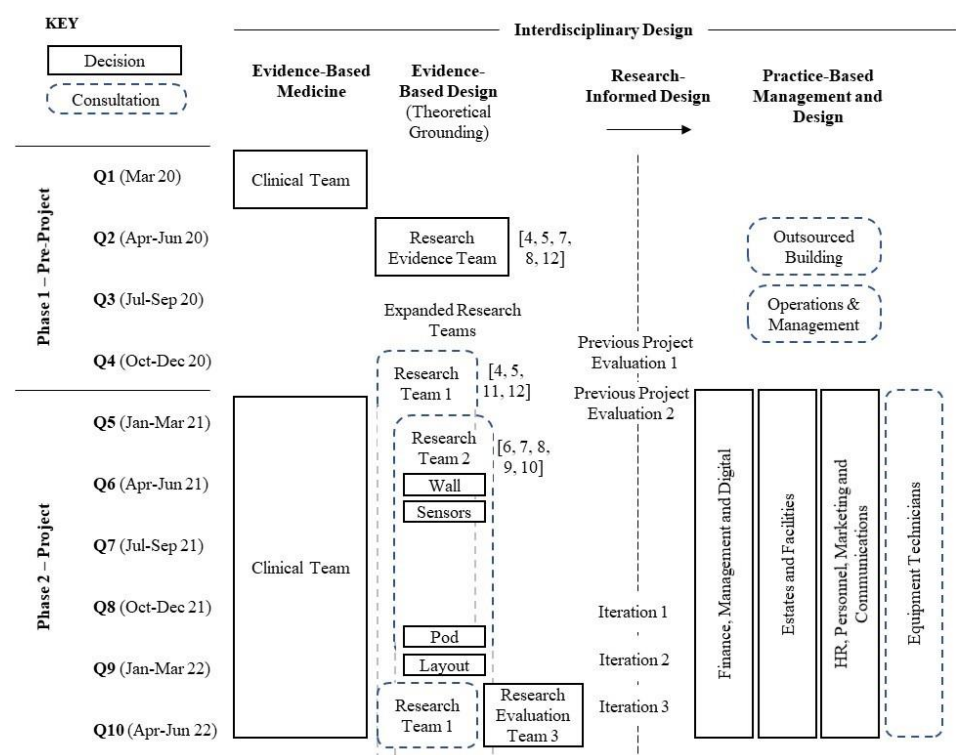 KEY
Decision
Consultation
Interdisciplinary Design
Evidence-Based
Medicine
Evidence-
Based Design
(Theoretical
Grounding)
Research-
Informed Design
Practice-Based
Management and
Design
Phase 1 – Pre-Project
Q1 (Mar 20)
Clinical Team
Q2 (Apr-Jun 20)
Research
Evidence Team
[4, 5, 7,
8, 12]
Outsourced
Building
Q3 (Jul-Sep 20)
Expanded Research
Teams
Operations &
Management
Q4 (Oct-Dec 20)
Previous Project
Evaluation 1
Research
Team 1
[4, 5,
11, 12]
Previous Project
Evaluation 2
Phase 2 – Project
Q5 (Jan-Mar 21)
Research
Team 2
[6, 7, 8,
9, 10]
Q6 (Apr-Jun 21)
Wall
Sensors
Q7 (Jul-Sep 21)
Clinical Team
Q8 (Oct-Dec 21)
Iteration 1
Pod
Q9 (Jan-Mar 22)
Layout
Iteration 2
Q10 (Apr-Jun 22)
Research
Team 1
Research
Evaluation
Team 3
Iteration 3
Finance, Management and Digital
Estates and Facilities
HR, Personnel, Marketing and
Communications
Equipment Technicians